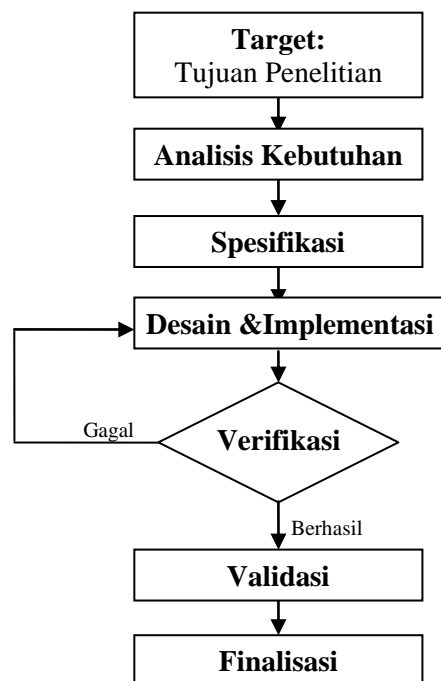 Target:
Tujuan Penelitian
Analisis Kebutuhan
Spesifikasi
Desain &Implementasi
Gagal
Verifikasi
Berhasil
Validasi
Finalisasi